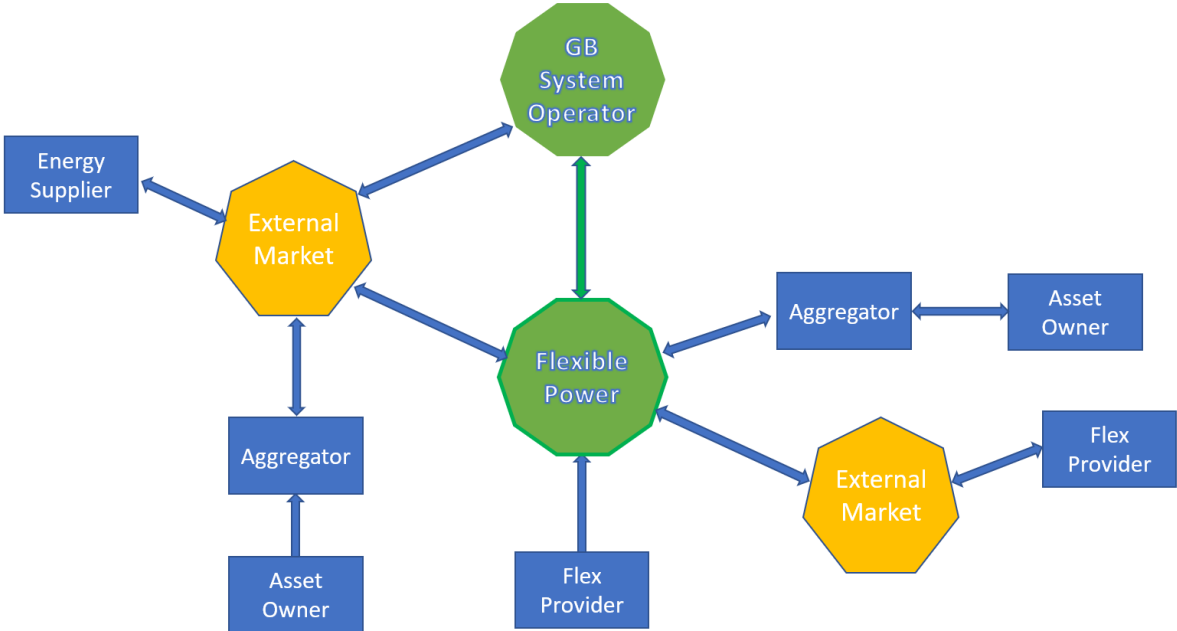 GB
System
Operator
Energy
Supplier
External
Market
Aggregator
Asset
Owner
Flexible
Power
Aggregator
Asset
Owner
External
Market
Flex
Provider
Flex
Provider